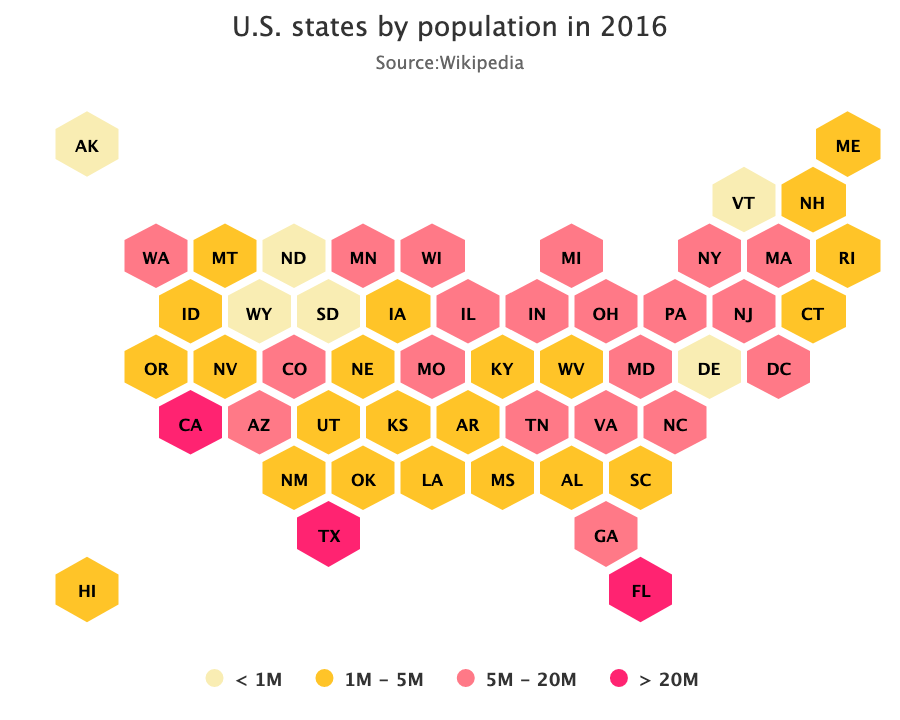 U.S. states by population in 2016
Source:Wikipedia
AK ME
VT NH
WA MT ND MN WI MI NY MA RI
ID WY SD IA IL IN OH PA NJ CT
OR NV CO NE MO KY WV MD DE DC
CA AZ UT KS AR TN VA NC
NM OK LA MS AL SC
TX GA
HI FL
< 1M 1M – 5M 5M – 20M > 20M